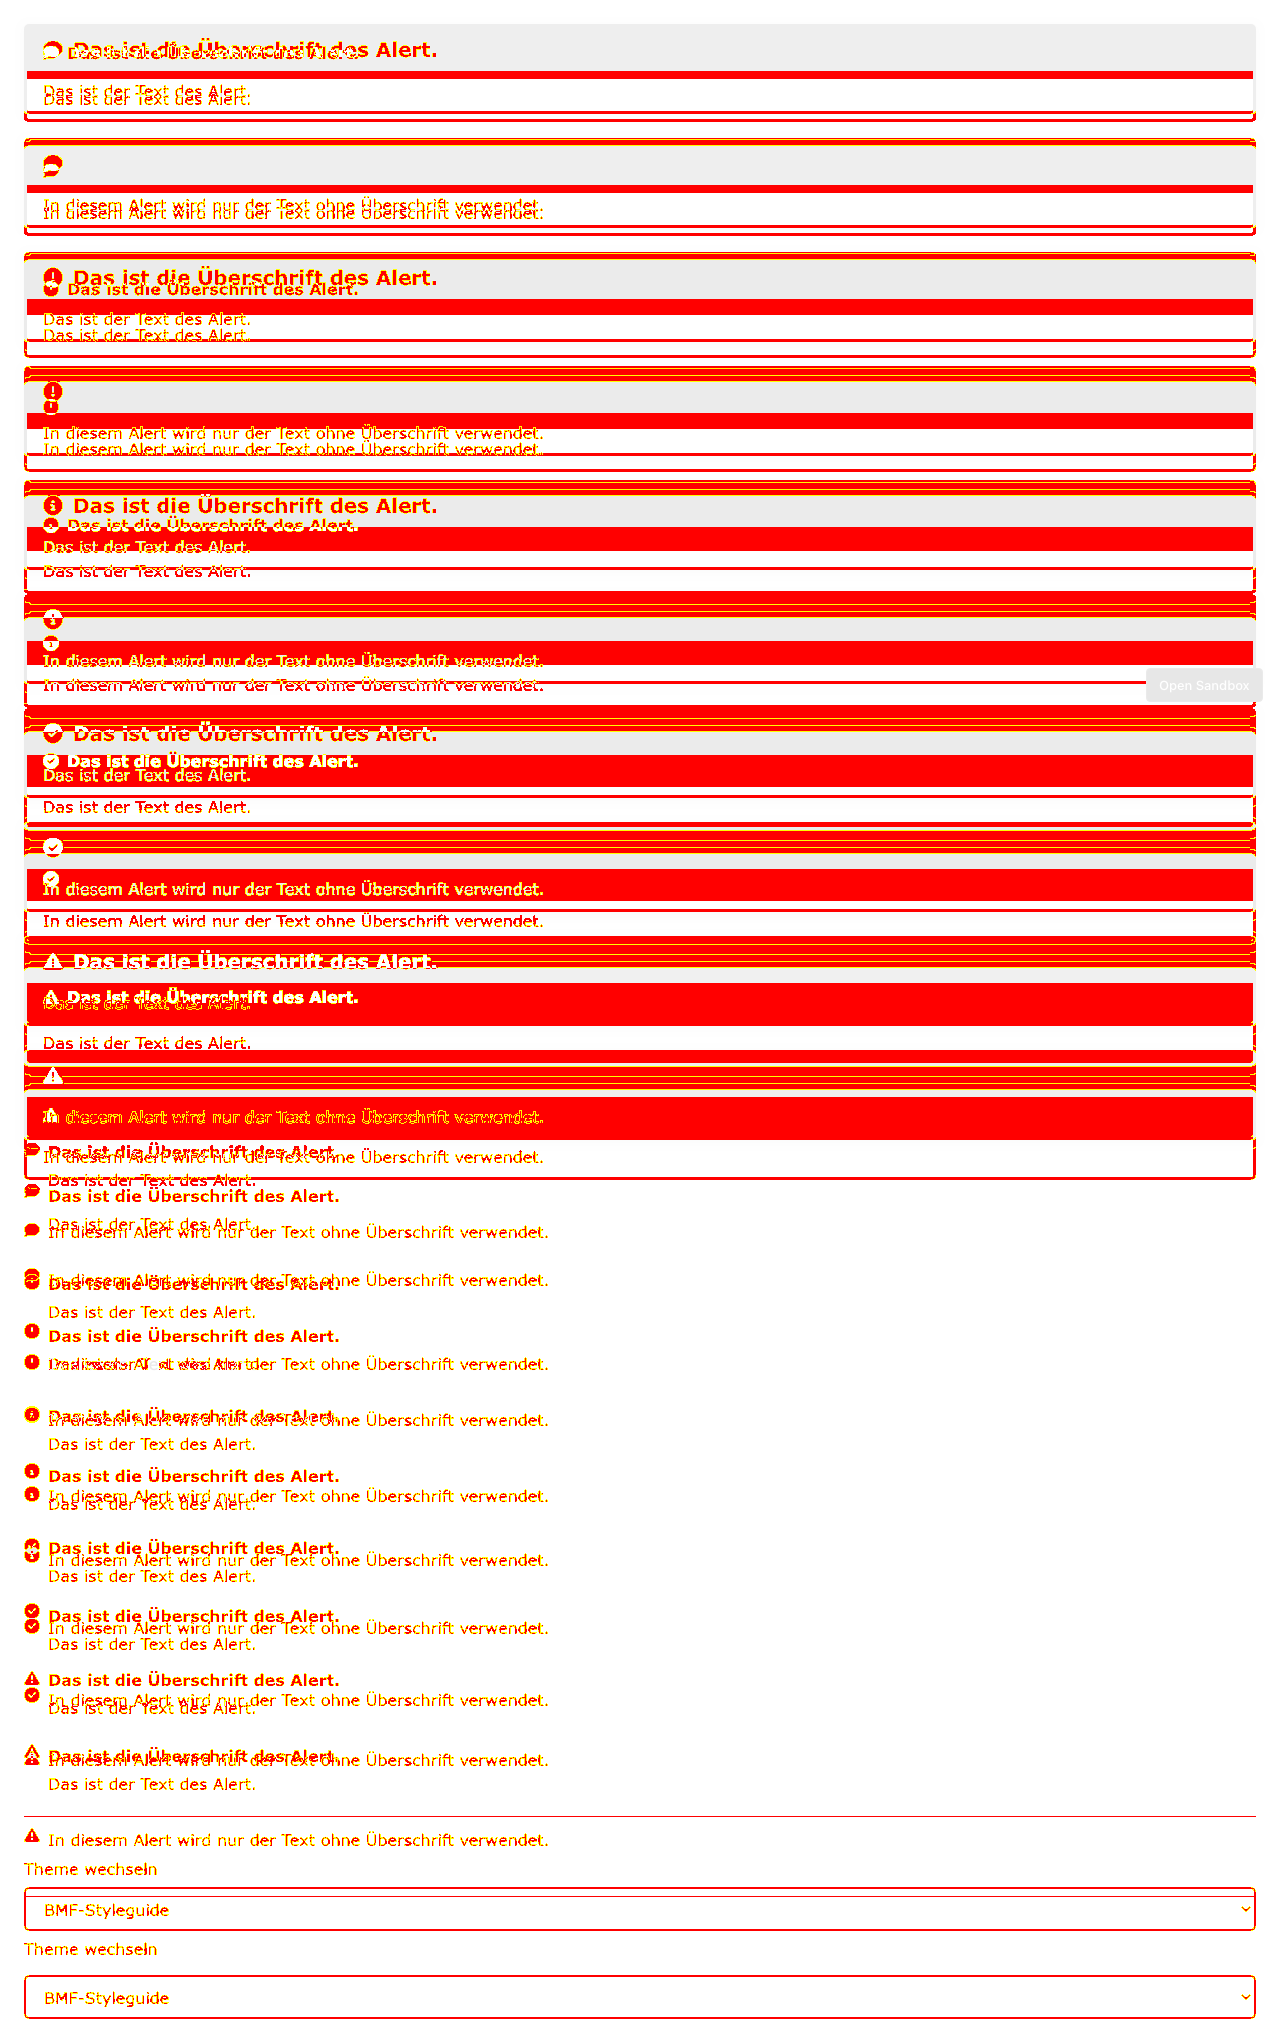 Das ist die Überschrift des Alert.
Das ist die Überschrift des Alert.
Das ist der Text des Alert.
Das ist der Text des Alert.
In diesem Alert wird nur der Text ohne Überschrift verwendet.
In diesem Alert wird nur der Text ohne Überschrift verwendet.
Das ist die Überschrift des Alert.
Das ist die Überschrift des Alert.
Das ist der Text des Alert.
Das ist der Text des Alert.
In diesem Alert wird nur der Text ohne Überschrift verwendet.
In diesem Alert wird nur der Text ohne Überschrift verwendet.
Das ist die Überschrift des Alert.
Das ist die Überschrift des Alert.
Das ist der Text des Alert.
Das ist der Text des Alert.
In diesem Alert wird nur der Text ohne Überschrift verwendet.
In diesem Alert wird nur der Text ohne Überschrift verwendet.
Open Sandbox
Das ist die Überschrift des Alert.
Das ist die Überschrift des Alert.
Das ist der Text des Alert.
Das ist der Text des Alert.
In diesem Alert wird nur der Text ohne Überschrift verwendet.
In diesem Alert wird nur der Text ohne Überschrift verwendet.
Das ist die Überschrift des Alert.
Das ist die Überschrift des Alert.
Das ist der Text des Alert.
Das ist der Text des Alert.
In diesem Alert wird nur der Text ohne Überschrift verwendet.
Das ist die Überschrift des Alert.
In diesem Alert wird nur der Text ohne Überschrift verwendet.
Das ist der Text des Alert.
Das ist die Überschrift des Alert.
Das ist der Text des Alert.
In diesem Alert wird nur der Text ohne Überschrift verwendet.
In diesem Alert wird nur der Text ohne Überschrift verwendet.
Das ist die Überschrift des Alert.
Das ist der Text des Alert.
Das ist die Überschrift des Alert.
In diesem Alert wird nur der Text ohne Überschrift verwendet.
Das ist die Überschrift des Alert.
In diesem Alert wird nur der Text ohne Überschrift verwendet.
Das ist der Text des Alert.
Das ist die Überschrift des Alert.
In diesem Alert wird nur der Text ohne Überschrift verwendet.
Das ist der Text des Alert.
Das ist die Überschrift des Alert.
In diesem Alert wird nur der Text ohne Überschrift verwendet.
Das ist der Text des Alert.
Das ist die Überschrift des Alert.
In diesem Alert wird nur der Text ohne Überschrift verwendet.
Das ist der Text des Alert.
Das ist die Überschrift des Alert.
In diesem Alert wird nur der Text ohne Überschrift verwendet.
Das ist der Text des Alert.
Das ist die Überschrift des Alert.
In diesem Alert wird nur der Text ohne Überschrift verwendet.
Das ist der Text des Alert.
In diesem Alert wird nur der Text ohne Überschrift verwendet.
Theme wechseln
BMF-Styleguide
Theme wechseln
BMF-Styleguide